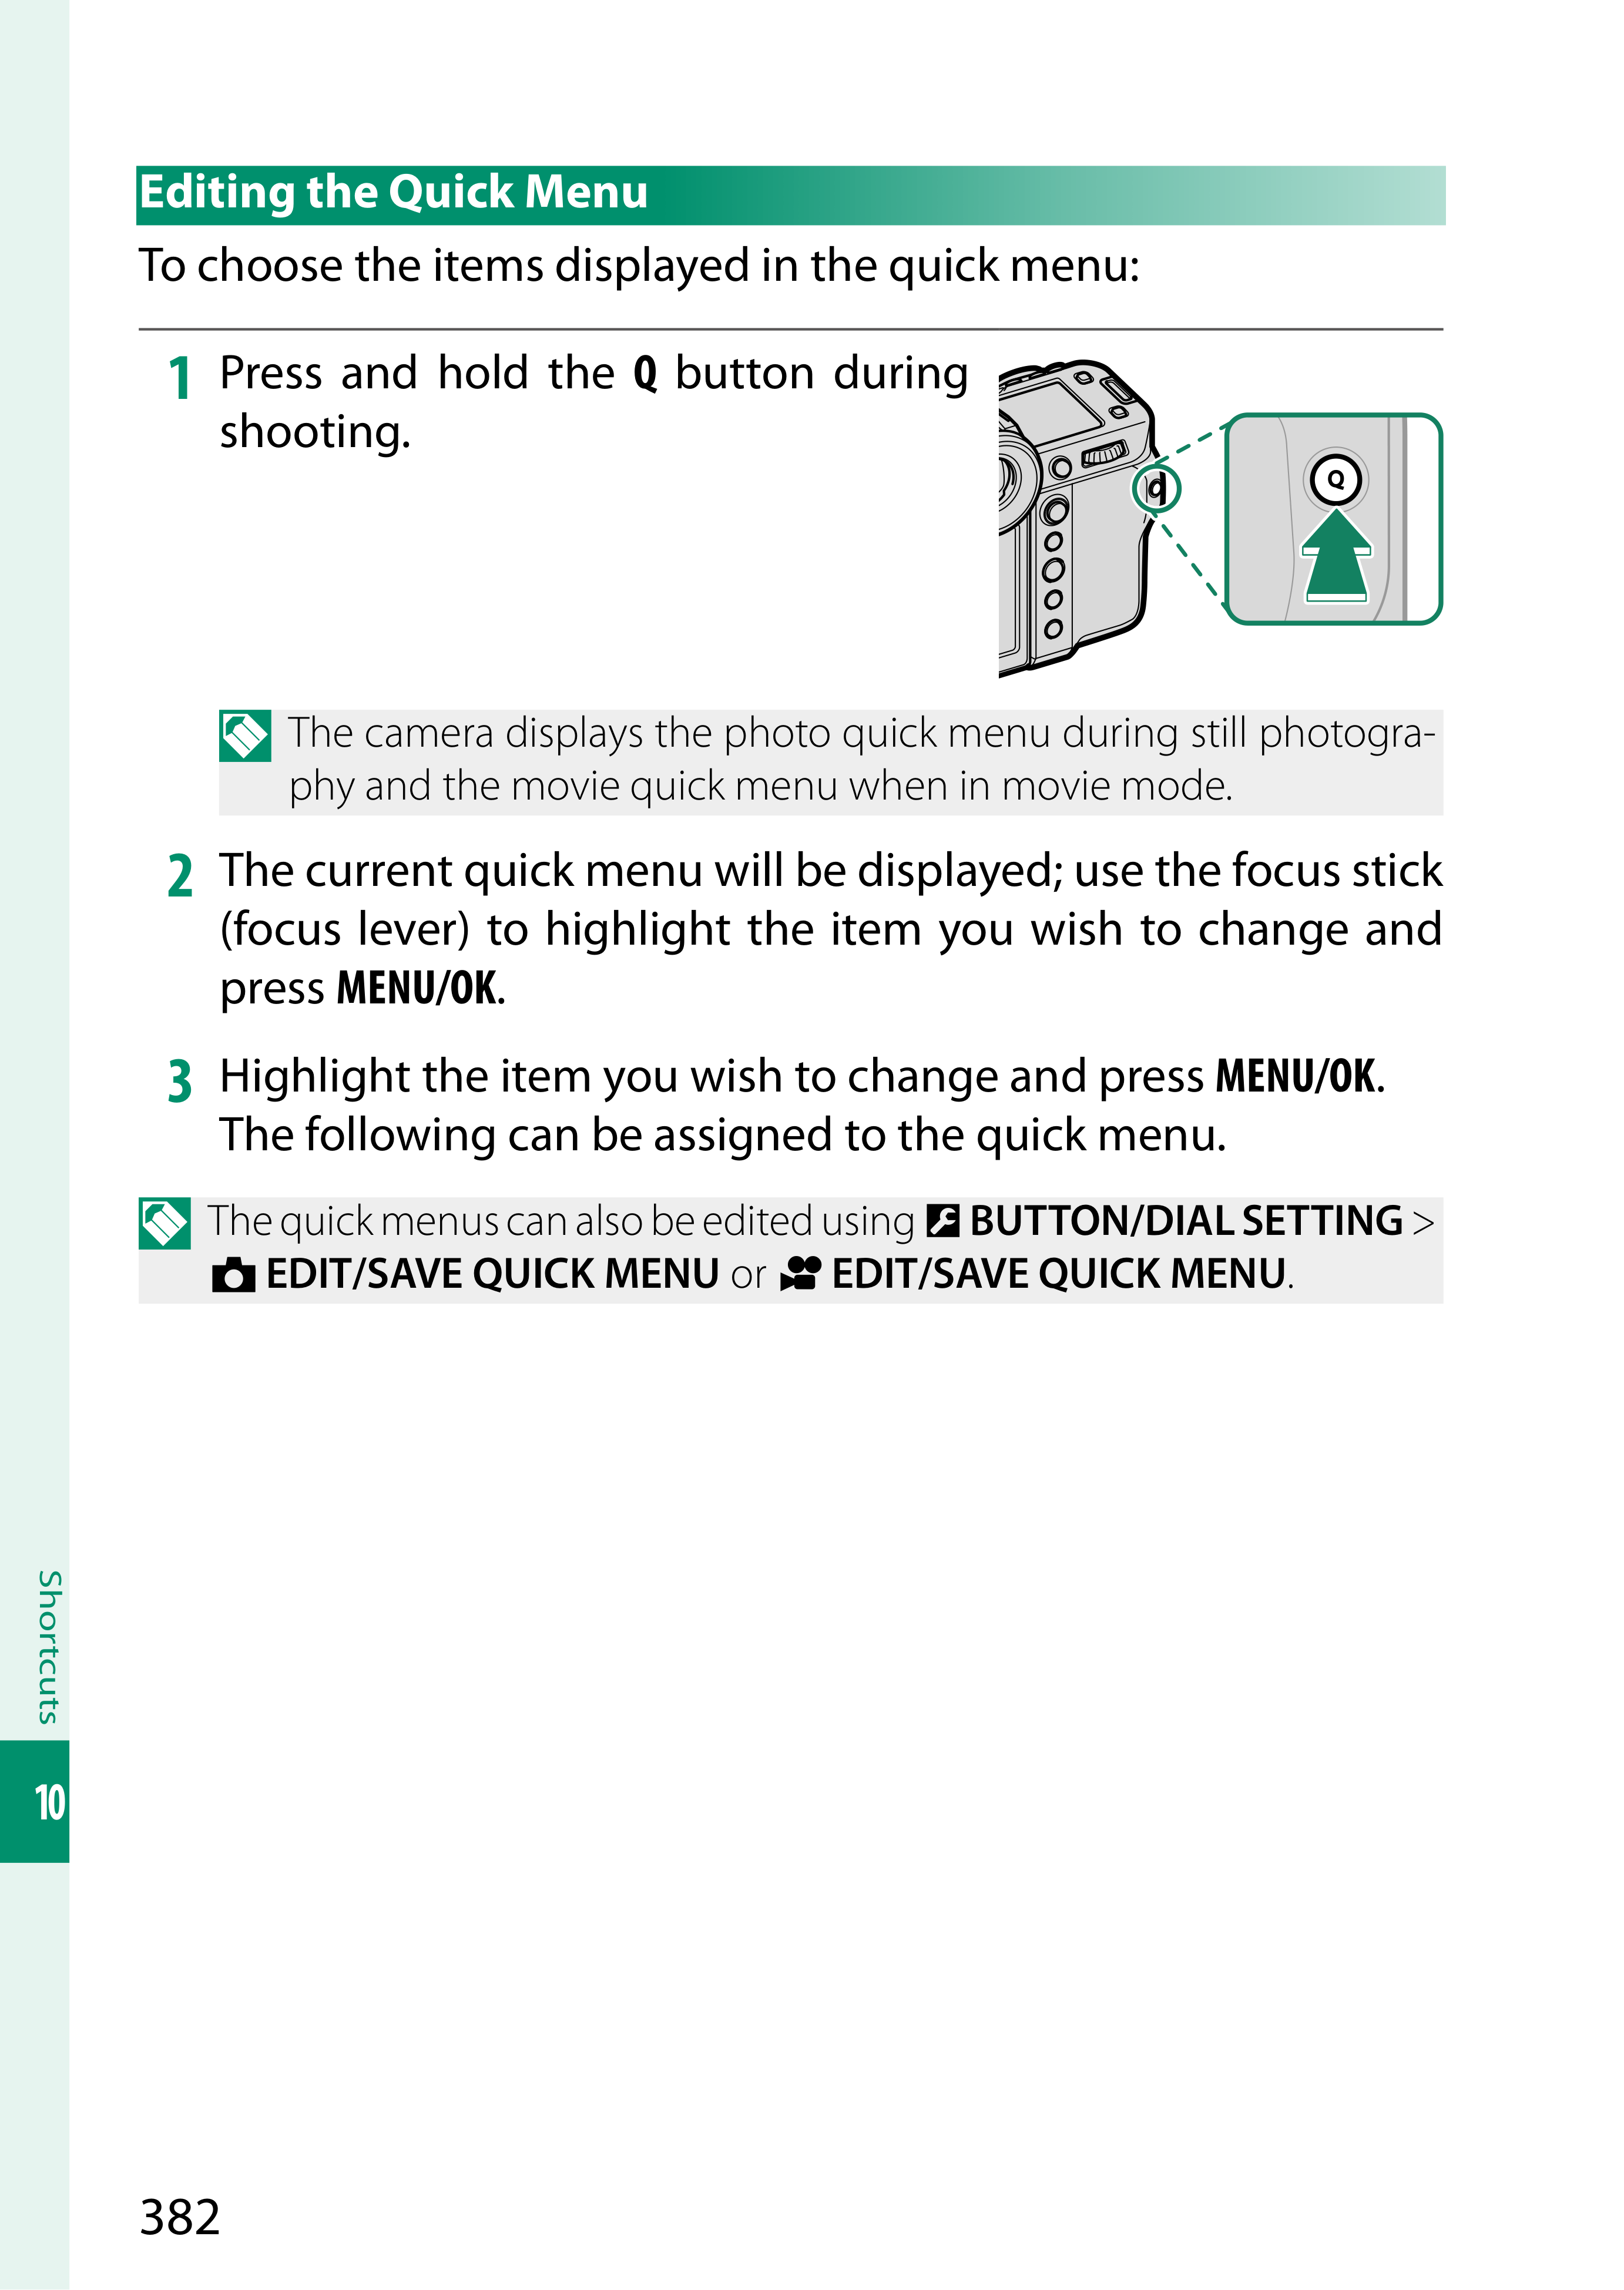 Editing the Quick Menu
To choose the items displayed in the quick menu:
1 Press and hold the Q button during
shooting.
Q
The camera displays the photo quick menu during still photogra-
phy and the movie quick menu when in movie mode.
2 The current quick menu will be displayed; use the focus stick
(focus lever) to highlight the item you wish to change and
press MENU/OK.
3 Highlight the item you wish to change and press MENU/OK.
The following can be assigned to the quick menu.
The quick menus can also be edited using BUTTON/DIAL SETTING >
EDIT/SAVE QUICK MENU or EDIT/SAVE QUICK MENU.
Shortcuts
10
382